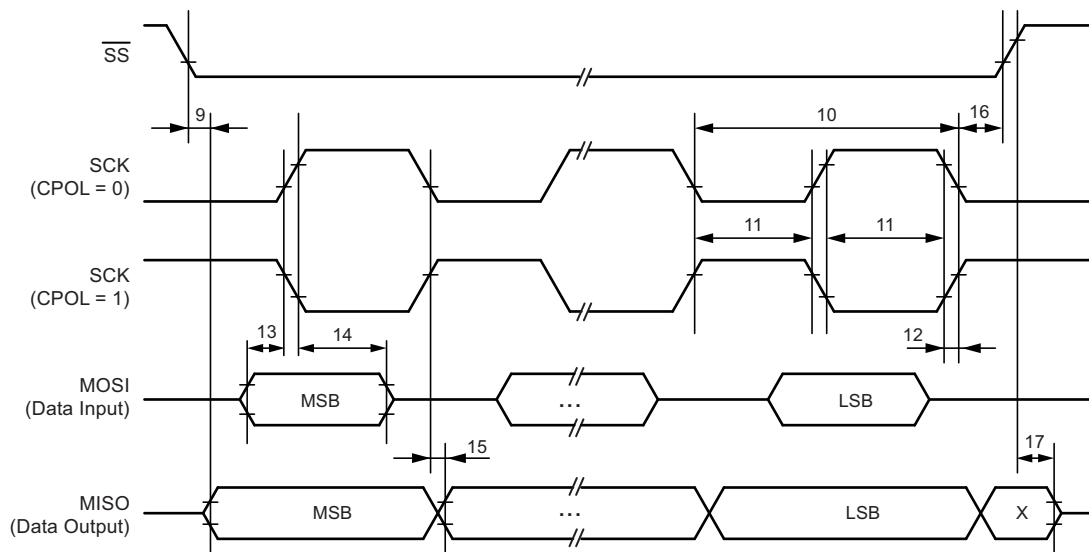 SS
9
10
16
SCK
(CPOL = 0)
11
11
SCK
(CPOL = 1)
13
14
12
MOSI
(Data Input)
MSB
...
LSB
15
17
MISO
(Data Output)
MSB
...
LSB
X